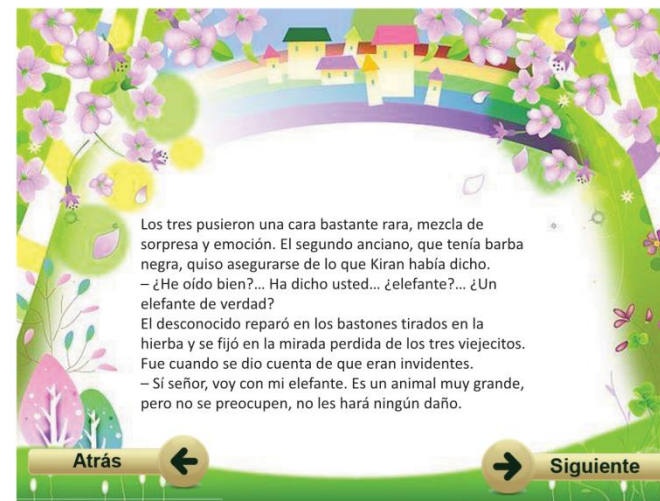 Los tres pusieron una cara bastante rara, mezcla de
sorpresa y emoción. El segundo anciano, que tenía barba
negra, quiso asegurarse de lo que Kiran había dicho.
– ¿He oído bien?... Ha dicho usted... ¿elefante?... ¿Un
elefante de verdad?
El desconocido reparó en los bastones tirados en la
hierba y se fijó en la mirada perdida de los tres viejecitos.
Fue cuando se dio cuenta de que eran invidentes.
– Sí señor, voy con mi elefante. Es un animal muy grande,
pero no se preocupen, no les hará ningún daño.
Atrás
Siguiente